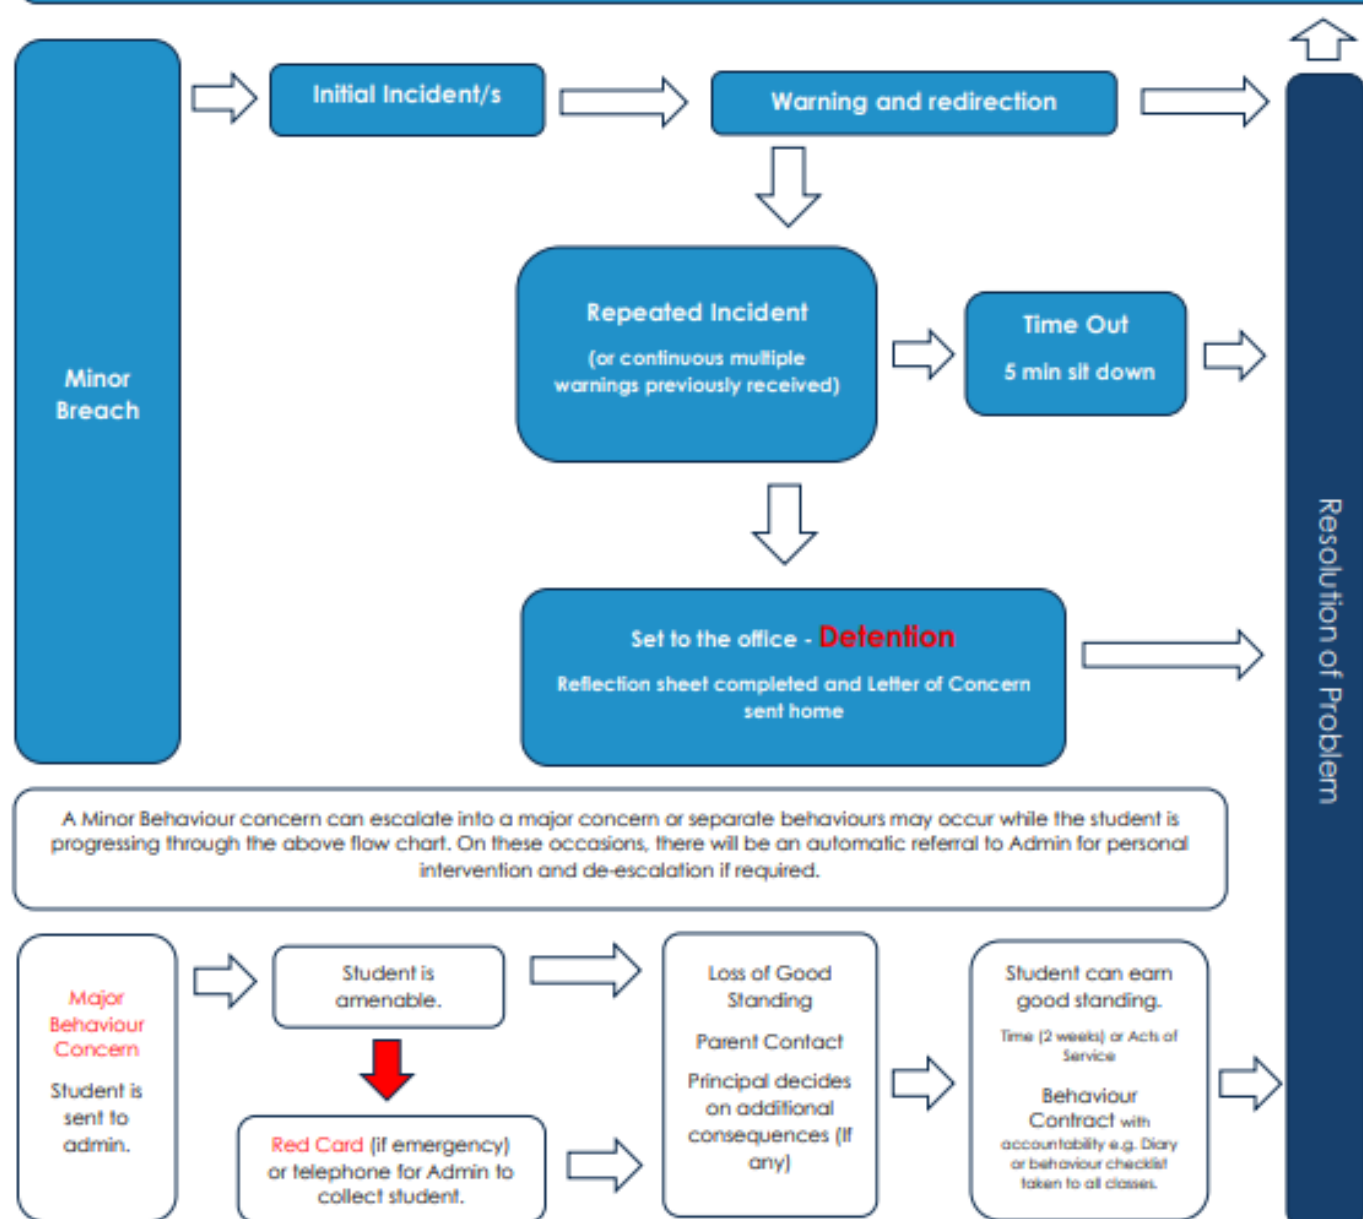 Initial Incident/s
Warning and redirection
Minor
Breach
Repeated Incident
(or continuous multiple
warnings previously received)
Time Out
5 min sit down
Set to the office - Detention
Reflection sheet completed and Letter of Concern
sent home
Resolution of Problem
A Minor Behaviour concern can escalate into a major concern or separate behaviours may occur while the student is
progressing through the above flow chart. On these occasions, there will be an automatic referral to Admin for personal
intervention and de-escalation if required.
Major
Behaviour
Concern
Student is
sent to
admin.
Student is
amenable.
Red Card (if emergency)
or telephone for Admin to
collect student.
Loss of Good
Standing
Parent Contact
Principal decides
on additional
consequences (If
any)
Student can earn
good standing.
Time (2 weeks) or Acts of
Service
Behaviour
Contract with
accountability e.g. Diary
or behaviour checklist
taken to all classes.